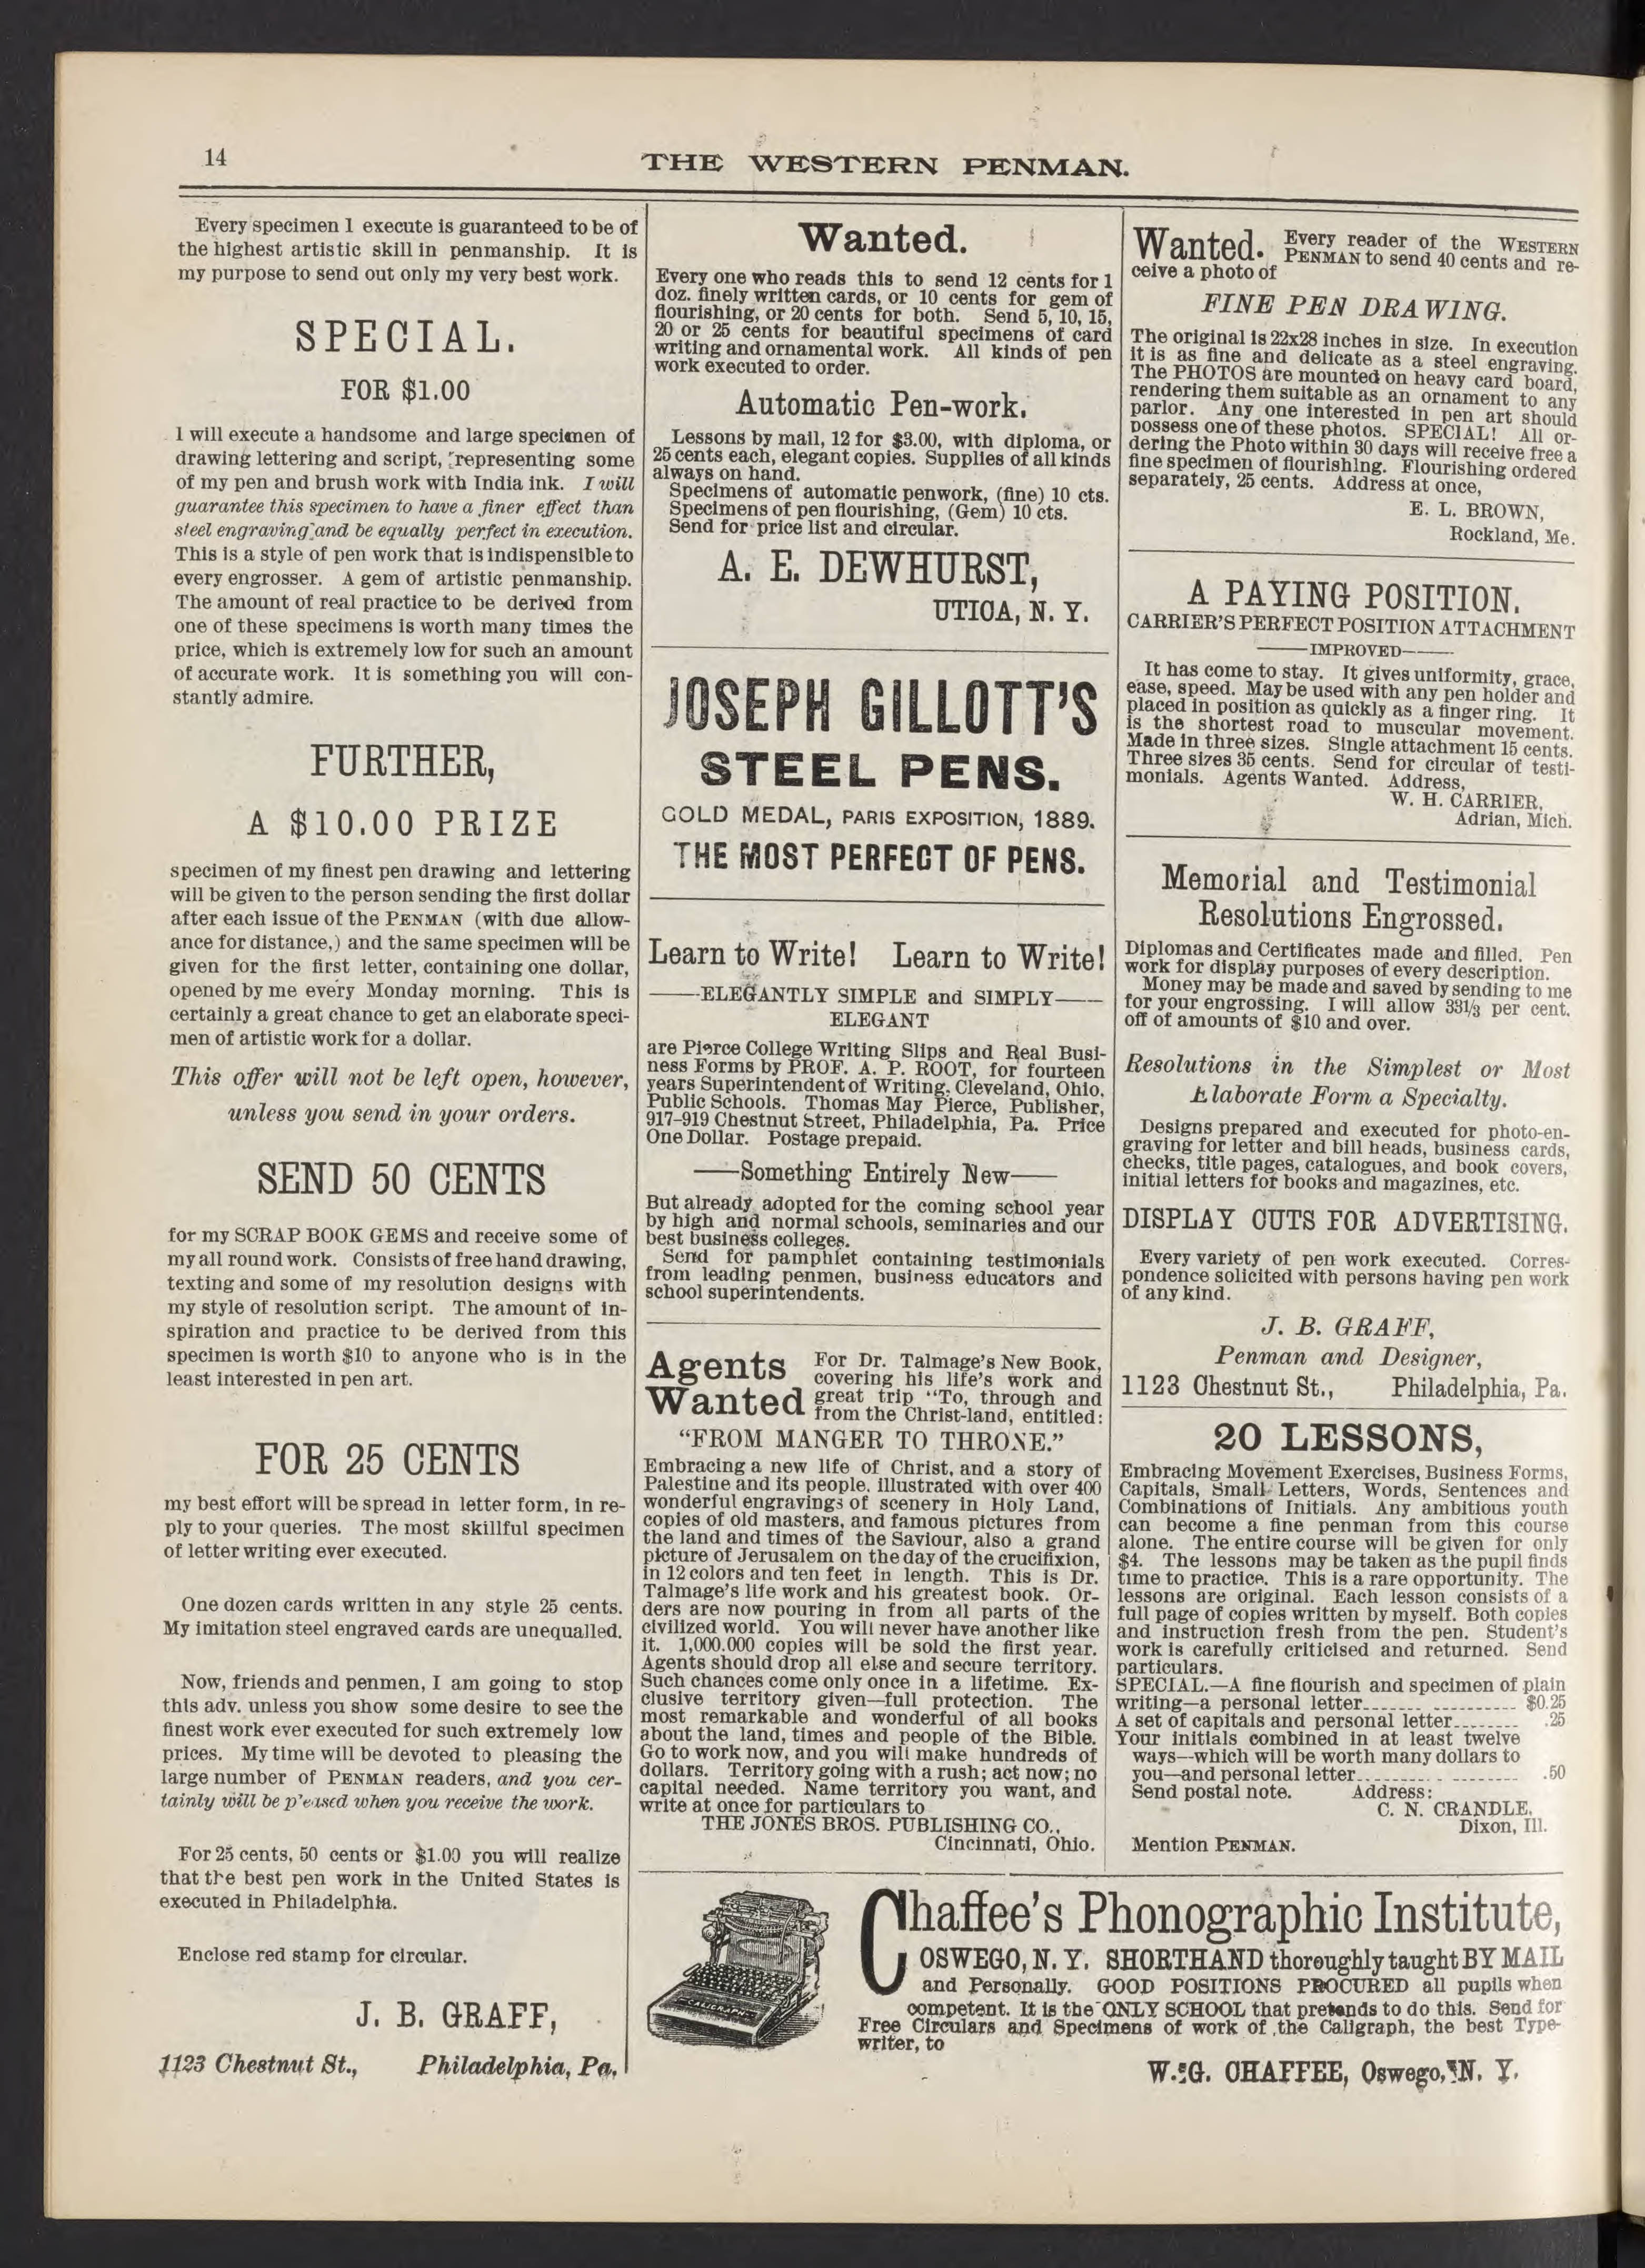 14
THE WESTERN PENMAN.
Every specimen I execute is guaranteed to be of
the highest artistic skill in penmanship. It is
my purpose to send out only my very best work.
SPECIAL.
FOR $1.00
I will execute a handsome and large specimen of
drawing lettering and script, representing some
of my pen and brush work with India ink. I will
guarantee this specimen to have a finer effect than
steel engraving and be equally perfect in execution.
This is a style of pen work that is indispensible to
every engrosser. A gem of artistic penmanship.
The amount of real practice to be derived from
one of these specimens is worth many times the
price, which is extremely low for such an amount
of accurate work. It is something you will con-
stantly admire.
FURTHER,
A $10.00 PRIZE
specimen of my finest pen drawing and lettering
will be given to the person sending the first dollar
after each issue of the PENMAN (with due allow-
ance for distance,) and the same specimen will be
given for the first letter, containing one dollar,
opened by me every Monday morning. This is
certainly a great chance to get an elaborate speci-
men of artistic work for a dollar.
This offer will not be left open, however,
unless you send in your orders.
SEND 50 CENTS
for my SCRAP BOOK GEMS and receive some of
my all round work. Consists of free hand drawing,
texting and some of my resolution designs with
my style of resolution script. The amount of in-
spiration and practice to be derived from this
specimen is worth $10 to anyone who is in the
least interested in pen art.
FOR 25 CENTS
my best effort will be spread in letter form, in re-
ply to your queries. The most skillful specimen
of letter writing ever executed.
One dozen cards written in any style 25 cents.
My imitation steel engraved cards are unequalled.
Now, friends and penmen, I am going to stop
this adv. unless you show some desire to see the
finest work ever executed for such extremely low
prices. My time will be devoted to pleasing the
large number of PENMAN readers, and you cer-
tainly will be pleased when you receive the work.
For 25 cents, 50 cents or $1.00 you will realize
that the best pen work in the United States is
executed in Philadelphia.
Enclose red stamp for circular.
J. B. GRAFF,
1123 Chestnut St., Philadelphia, Pa.
Wanted.
Every one who reads this to send 12 cents for 1
doz. finely written cards, or 10 cents for gem of
flourishing, or 20 cents for both. Send 5, 10, 15,
20 or 25 cents for beautiful specimens of card
writing and ornamental work. All kinds of pen
work executed to order.
Automatic Pen-work.
Lessons by mail, 12 for $3.00, with diploma, or
25 cents each, elegant copies. Supplies of all kinds
always on hand.
Specimens of automatic penwork, (fine) 10 cts.
Specimens of pen flourishing, (Gem) 10 cts.
Send for price list and circular.
A. E. DEWHURST,
UTICA, N. Y.
JOSEPH GILLOTT'S
STEEL PENS.
GOLD MEDAL, PARIS EXPOSITION, 1889.
THE MOST PERFECT OF PENS.
Learn to Write! Learn to Write!
——ELEGANTLY SIMPLE and SIMPLY——
ELEGANT
are Pierce College Writing Slips and Real Busi-
ness Forms by PROF. A. P. ROOT, for fourteen
years Superintendent of Writing, Cleveland, Ohio,
Public Schools. Thomas May Pierce, Publisher,
917-919 Chestnut Street, Philadelphia, Pa. Price
One Dollar. Postage prepaid.
——Something Entirely New——
But already adopted for the coming school year
by high and normal schools, seminaries and our
best business colleges.
Send for pamphlet containing testimonials
from leading penmen, business educators and
school superintendents.
Agents Wanted For Dr. Talmage's New Book,
covering his life's work and
great trip "To, through and
from the Christ-land, entitled:
"FROM MANGER TO THRONE."
Embracing a new life of Christ, and a story of
Palestine and its people, illustrated with over 400
wonderful engravings of scenery in Holy Land,
copies of old masters, and famous pictures from
the land and times of the Saviour, also a grand
picture of Jerusalem on the day of the crucifixion,
in 12 colors and ten feet in length. This is Dr.
Talmage's life work and his greatest book. Or-
ders are now pouring in from all parts of the
civilized world. You will never have another like
it. 1,000.000 copies will be sold the first year.
Agents should drop all else and secure territory.
Such chances come only once in a lifetime. Ex-
clusive territory given—full protection. The
most remarkable and wonderful of all books
about the land, times and people of the Bible.
Go to work now, and you will make hundreds of
dollars. Territory going with a rush; act now; no
capital needed. Name territory you want, and
write at once for particulars to
THE JONES BROS. PUBLISHING CO.,
Cincinnati, Ohio.
Wanted. Every reader of the WESTERN
PENMAN to send 40 cents and re-
ceive a photo of
FINE PEN DRAWING.
The original is 22x28 inches in size. In execution
it is as fine and delicate as a steel engraving.
The PHOTOS are mounted on heavy card board,
rendering them suitable as an ornament to any
parlor. Any one interested in pen art should
possess one of these photos. SPECIAL! All or-
dering the Photo within 30 days will receive free a
fine specimen of flourishing. Flourishing ordered
separately, 25 cents. Address at once,
E. L. BROWN,
Rockland, Me.
A PAYING POSITION.
CARRIER'S PERFECT POSITION ATTACHMENT
——IMPROVED——
It has come to stay. It gives uniformity, grace,
ease, speed. May be used with any pen holder and
placed in position as quickly as a finger ring. It
is the shortest road to muscular movement.
Made in three sizes. Single attachment 15 cents.
Three sizes 35 cents. Send for circular of testi-
monials. Agents Wanted. Address,
W. H. CARRIER,
Adrian, Mich.
Memorial and Testimonial
Resolutions Engrossed.
Diplomas and Certificates made and filled. Pen
work for display purposes of every description.
Money may be made and saved by sending to me
for your engrossing. I will allow 33⅓ per cent.
off of amounts of $10 and over.
Resolutions in the Simplest or Most
Elaborate Form a Specialty.
Designs prepared and executed for photo-en-
graving for letter and bill heads, business cards,
checks, title pages, catalogues, and book covers,
initial letters for books and magazines, etc.
DISPLAY CUTS FOR ADVERTISING.
Every variety of pen work executed. Corres-
pondence solicited with persons having pen work
of any kind.
J. B. GRAFF,
Penman and Designer,
1123 Chestnut St., Philadelphia, Pa.
20 LESSONS,
Embracing Movement Exercises, Business Forms,
Capitals, Small Letters, Words, Sentences and
Combinations of Initials. Any ambitious youth
can become a fine penman from this course
alone. The entire course will be given for only
$4. The lessons may be taken as the pupil finds
time to practice. This is a rare opportunity. The
lessons are original. Each lesson consists of a
full page of copies written by myself. Both copies
and instruction fresh from the pen. Student's
work is carefully criticised and returned. Send
particulars.
SPECIAL.—A fine flourish and specimen of plain
writing—a personal letter........ $0.25
A set of capitals and personal letter........ .25
Your initials combined in at least twelve
ways—which will be worth many dollars to
you—and personal letter........ .50
Send postal note. Address:
C. N. CRANDLE,
Dixon, Ill.
Mention PENMAN.
Chaffee's Phonographic Institute,
OSWEGO, N. Y. SHORTHAND thoroughly taught BY MAIL
and Personally. GOOD POSITIONS PROCURED all pupils when
competent. It is the ONLY SCHOOL that pretends to do this. Send for
Free Circulars and Specimens of work of the Caligraph, the best Type-
writer, to
W. G. CHAFFEE, Oswego, N. Y.